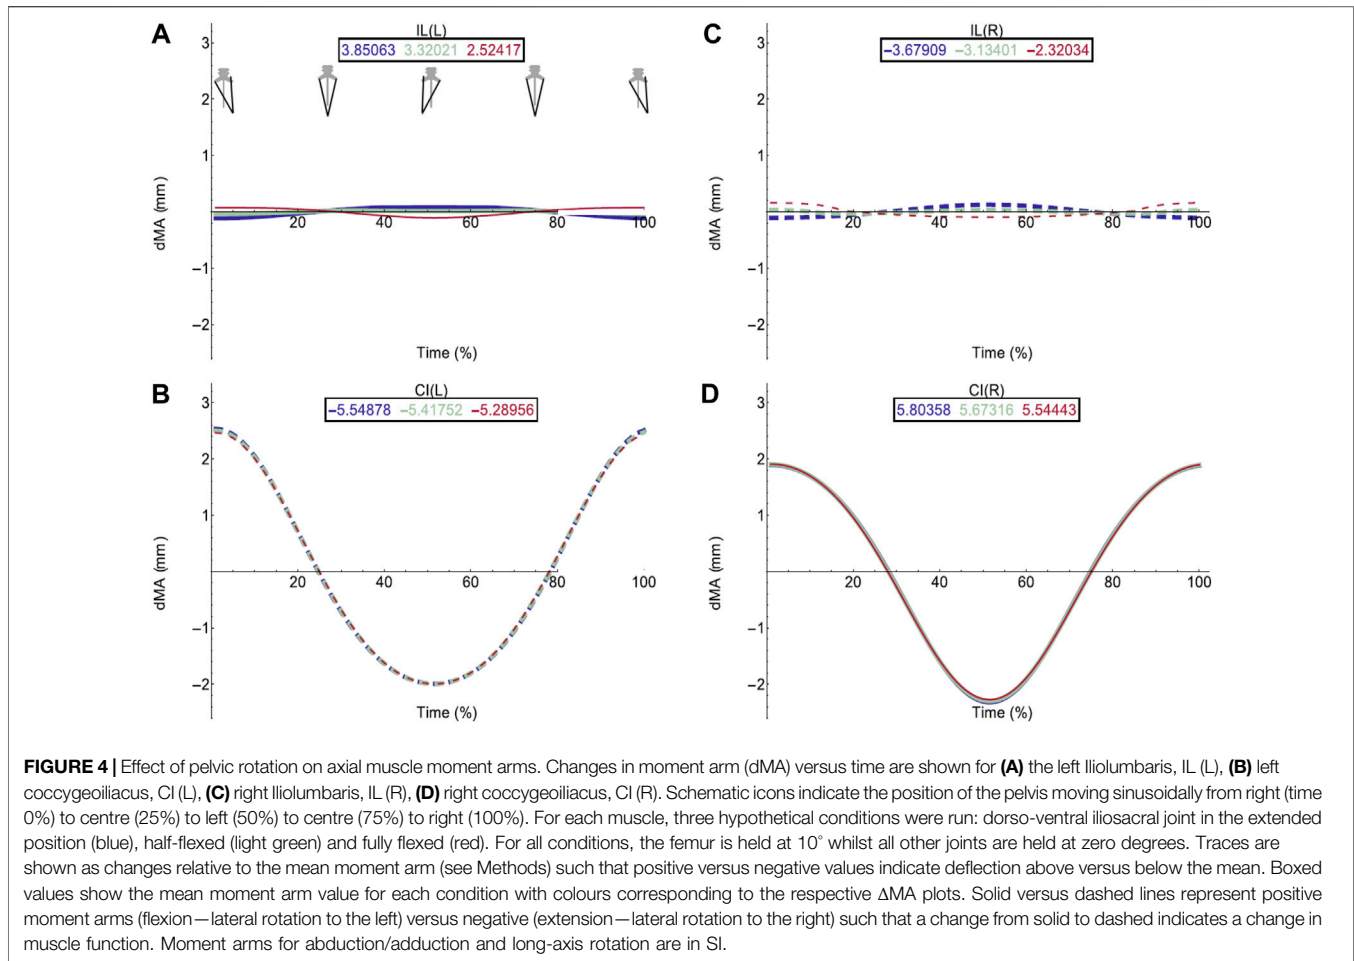 A
IL(L)
3.85063 3.32021 2.52417
3
2
1
−1
−2
20 40 60 80 100
dMA (mm)
Time (%)
C
IL(R)
−3.67909 −3.13401 −2.32034
3
2
1
−1
−2
20 40 60 80 100
dMA (mm)
Time (%)
B
CI(L)
−5.54878 −5.41752 −5.28956
3
2
1
−1
−2
20 40 60 80 100
dMA (mm)
Time (%)
D
CI(R)
5.80358 5.67316 5.54443
3
2
1
−1
−2
20 40 60 80 100
dMA (mm)
Time (%)
FIGURE 4 | Effect of pelvic rotation on axial muscle moment arms. Changes in moment arm (dMA) versus time are shown for (A) the left Iliolumbaris, IL (L), (B) left
coccygeoiliacus, CI (L), (C) right Iliolumbaris, IL (R), (D) right coccygeoiliacus, CI (R). Schematic icons indicate the position of the pelvis moving sinusoidally from right (time
0%) to centre (25%) to left (50%) to centre (75%) to right (100%). For each muscle, three hypothetical conditions were run: dorso-ventral iliosacral joint in the extended
position (blue), half-flexed (light green) and fully flexed (red). For all conditions, the femur is held at 10° whilst all other joints are held at zero degrees. Traces are
shown as changes relative to the mean moment arm (see Methods) such that positive versus negative values indicate deflection above versus below the mean. Boxed
values show the mean moment arm value for each condition with colours corresponding to the respective ΔMA plots. Solid versus dashed lines represent positive
moment arms (flexion—lateral rotation to the left) versus negative (extension—lateral rotation to the right) such that a change from solid to dashed indicates a change in
muscle function. Moment arms for abduction/adduction and long-axis rotation are in SI.